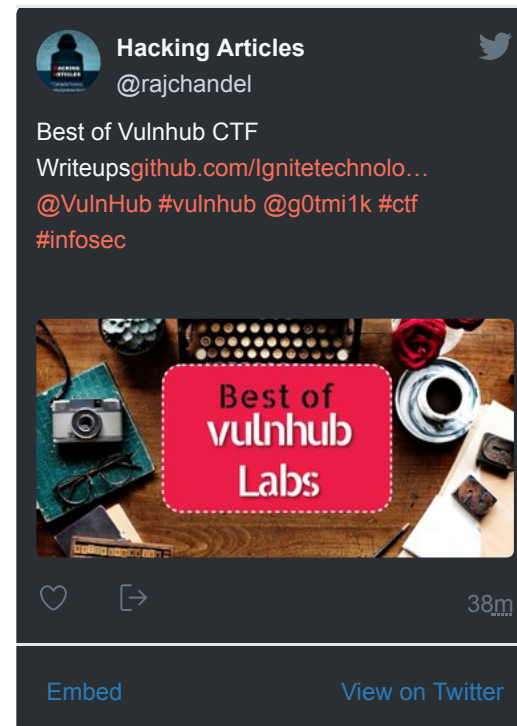 Hacking Articles
@rajchandel
Best of Vulnhub CTF
Writeupsgithub.com/Ignitetechnolo…
@VulnHub #vulnhub @g0tmi1k #ctf
#infosec
Best of
vulnhub
Labs
38m
Embed
View on Twitter